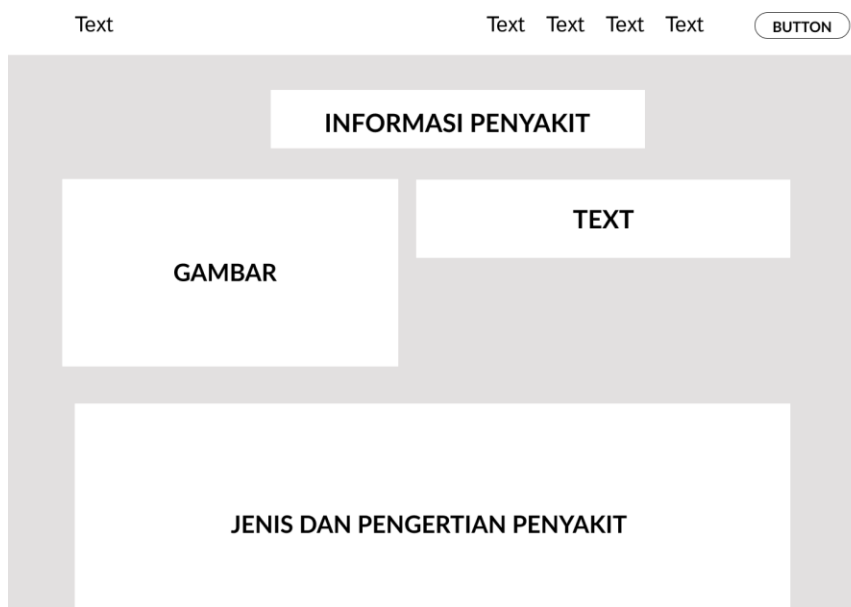 Text Text Text Text Text BUTTON
INFORMASI PENYAKIT
TEXT
GAMBAR
JENIS DAN PENGERTIAN PENYAKIT